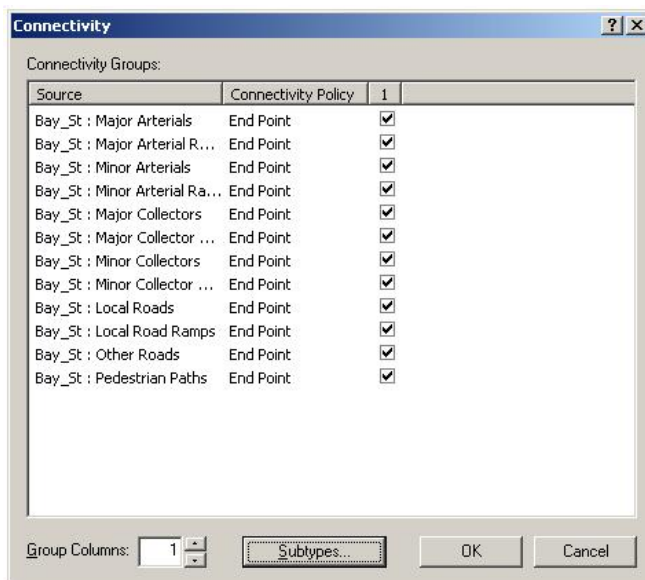 Connectivity
Connectivity Groups:
Source Connectivity Policy 1
Bay_St : Major Arterials End Point
Bay_St : Major Arterial R... End Point
Bay_St : Minor Arterials End Point
Bay_St : Minor Arterial Ra... End Point
Bay_St : Major Collectors End Point
Bay_St : Major Collector ... End Point
Bay_St : Minor Collectors End Point
Bay_St : Minor Collector ... End Point
Bay_St : Local Roads End Point
Bay_St : Local Road Ramps End Point
Bay_St : Other Roads End Point
Bay_St : Pedestrian Paths End Point
Group Columns: 1 Subtypes... OK Cancel